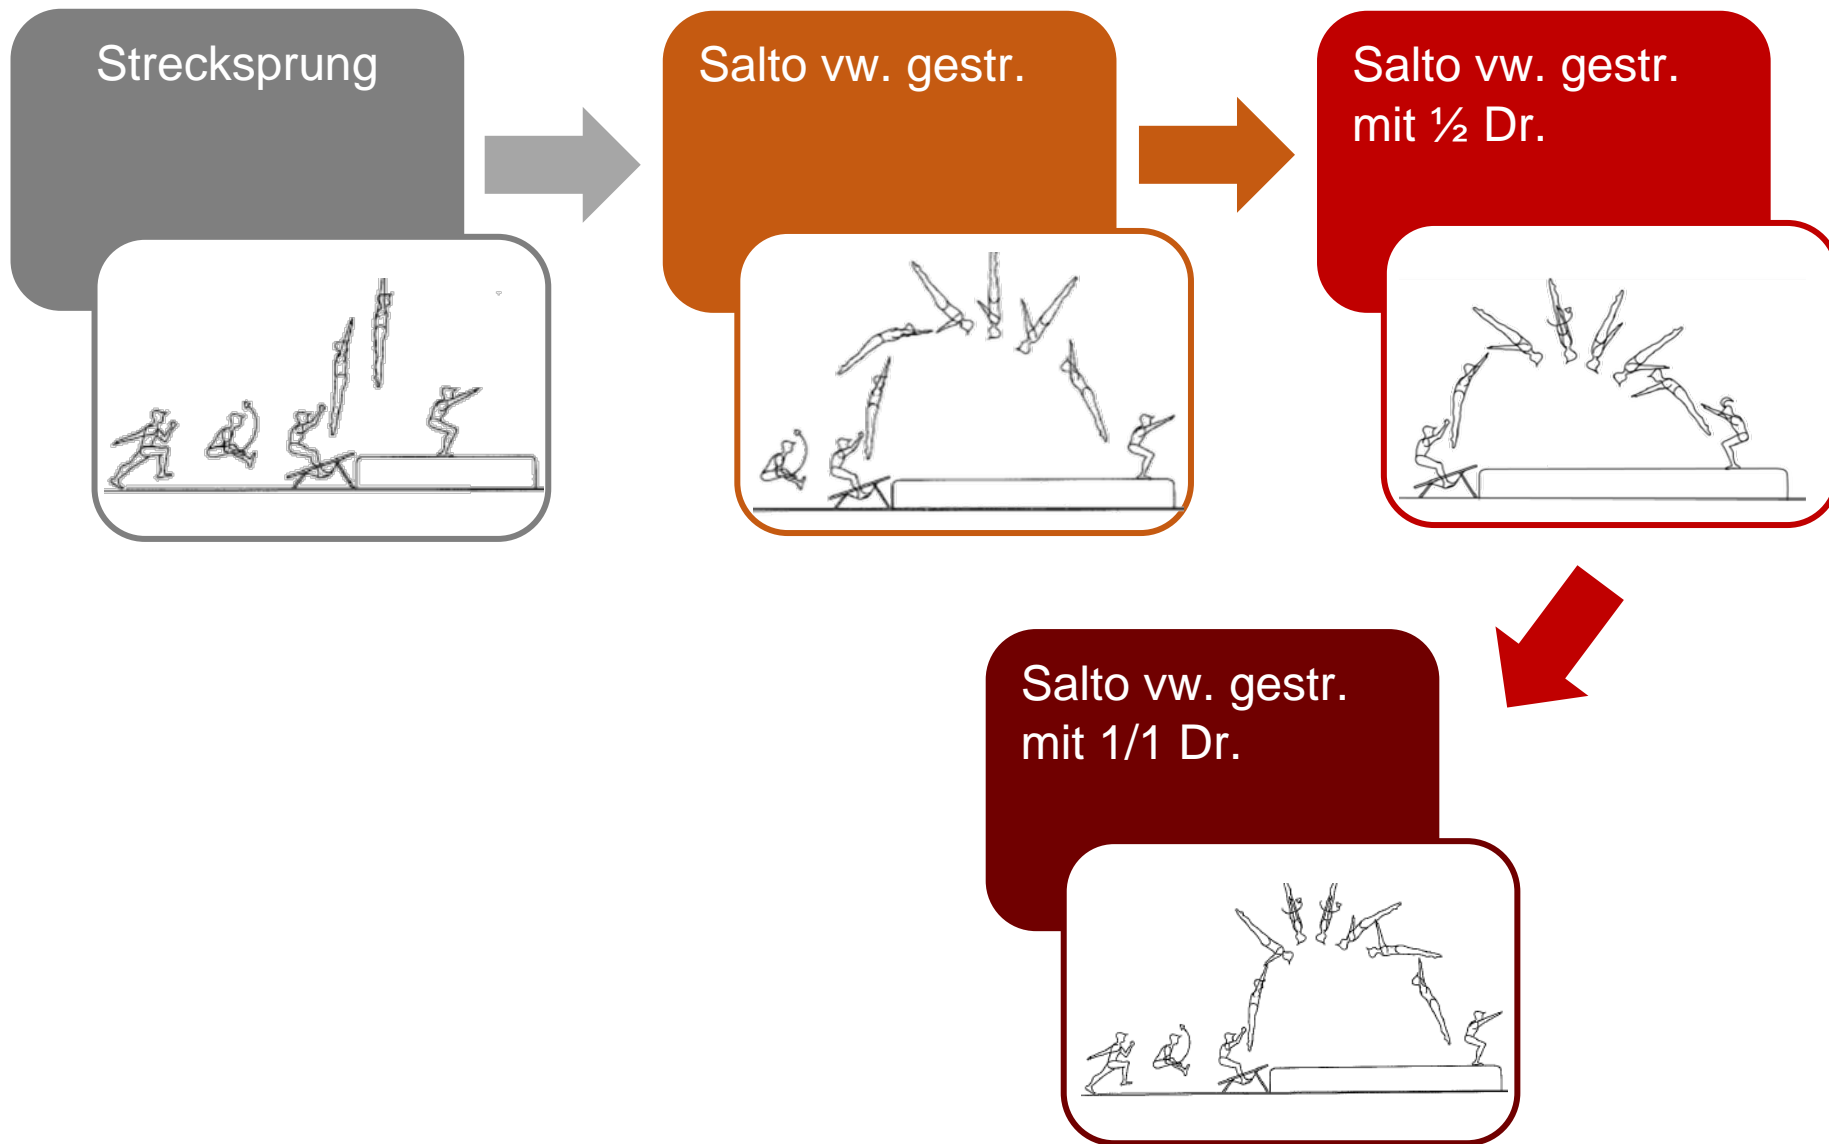 Strecksprung
Salto vw. gestr.
Salto vw. gestr.
mit ½ Dr.
Salto vw. gestr.
mit 1/1 Dr.